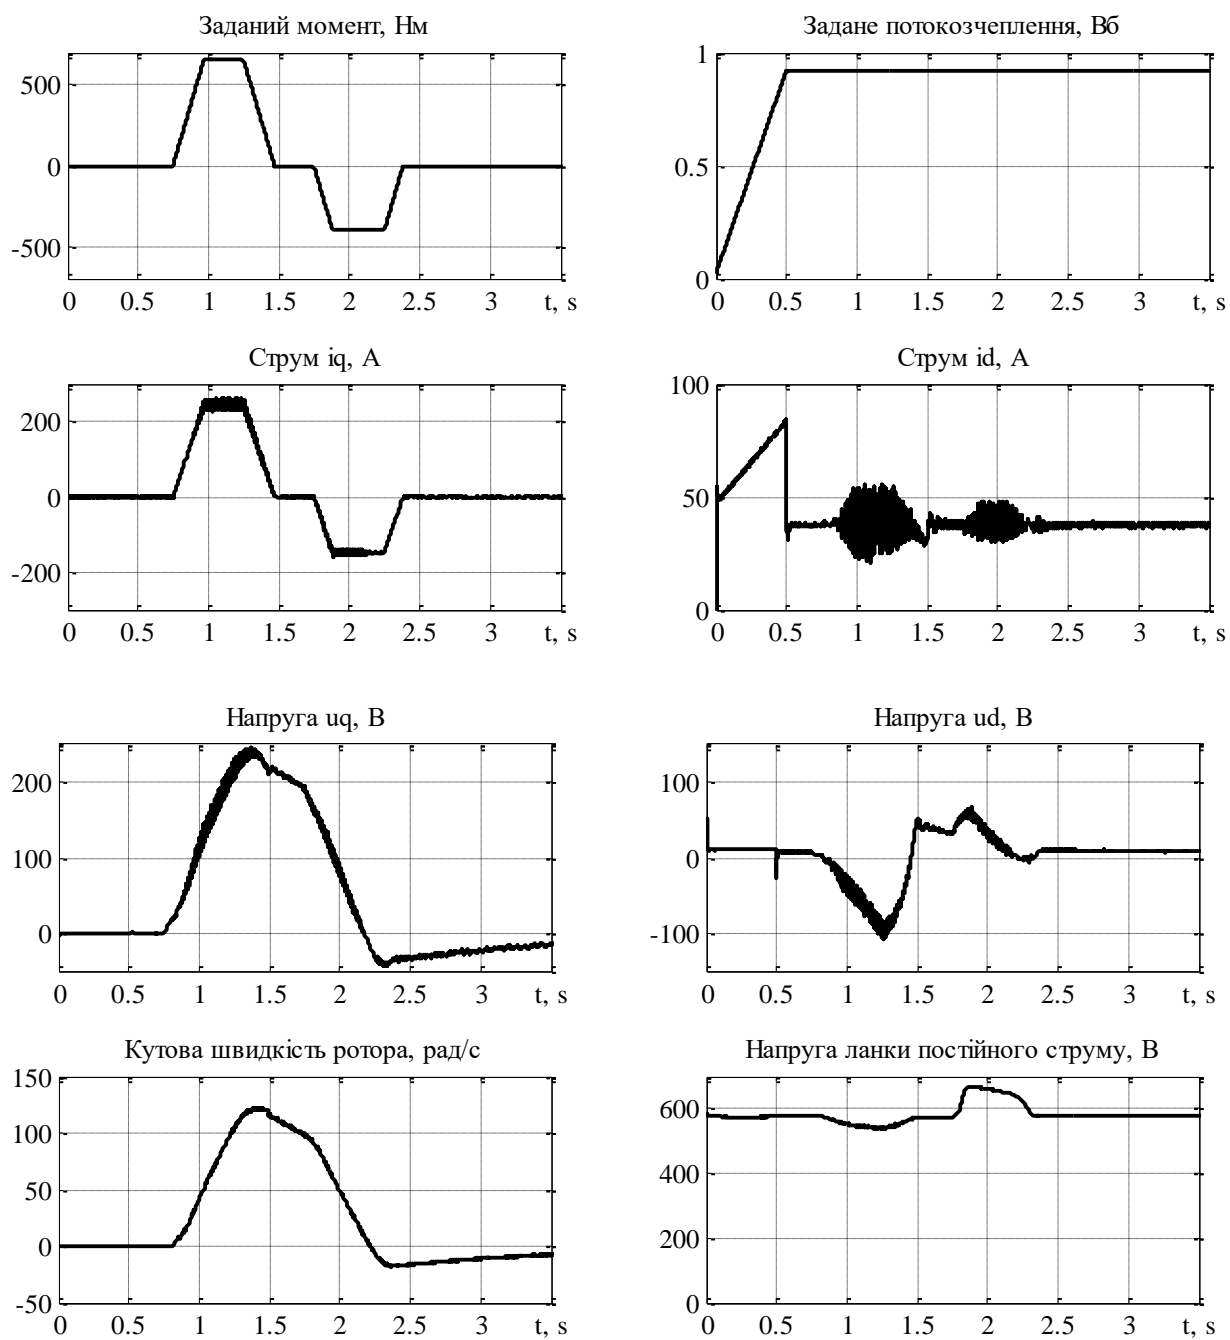 Заданий момент, Нм
500
0
-500
0 0.5 1 1.5 2 2.5 3 t, s
Задане потокозчеплення, Вб
1
0.5
0
0 0.5 1 1.5 2 2.5 3 t, s
Струм iq, А
200
0
-200
0 0.5 1 1.5 2 2.5 3 t, s
Струм id, А
100
50
0
0 0.5 1 1.5 2 2.5 3 t, s
Напруга uq, В
200
100
0
0 0.5 1 1.5 2 2.5 3 t, s
Напруга ud, В
100
0
-100
0 0.5 1 1.5 2 2.5 3 t, s
Кутова швидкість ротора, рад/с
150
100
50
0
-50
0 0.5 1 1.5 2 2.5 3 t, s
Напруга ланки постійного струму, В
600
400
200
0
0 0.5 1 1.5 2 2.5 3 t, s